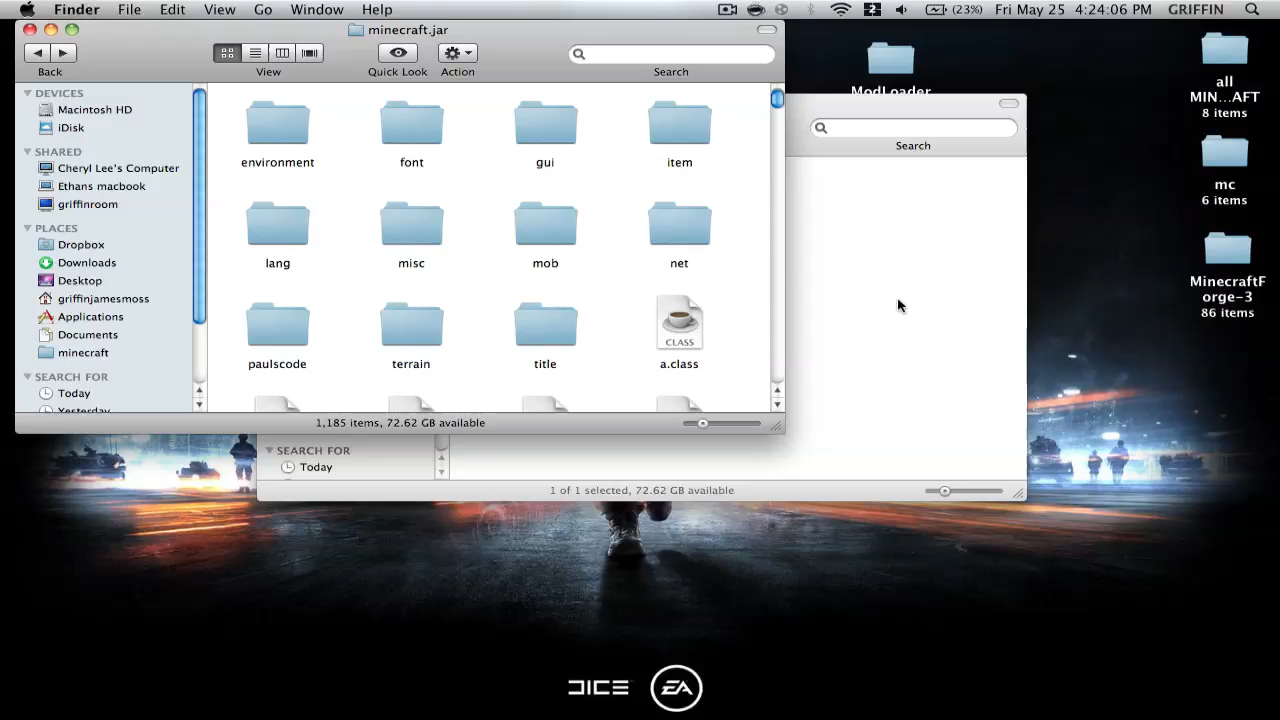 Finder File Edit View Go Window Help (23%) Fri May 25 4:24:06 PM GRIFFIN
minecraft.jar
Back View Quick Look Action Search
DEVICES
Macintosh HD
iDisk
SHARED
Cheryl Lee's Computer
Ethans macbook
griffinroom
PLACES
Dropbox
Downloads
Desktop
griffinjamesmoss
Applications
Documents
minecraft
SEARCH FOR
Today
Yesterday
environment font gui item
lang misc mob net
CLASS
paulscode terrain title a.class
1,185 items, 72.62 GB available
ModLoader
Search
SEARCH FOR
Today
1 of 1 selected, 72.62 GB available
all
MIN...AFT
8 items
mc
6 items
MinecraftF
orge-3
86 items
DICE EA